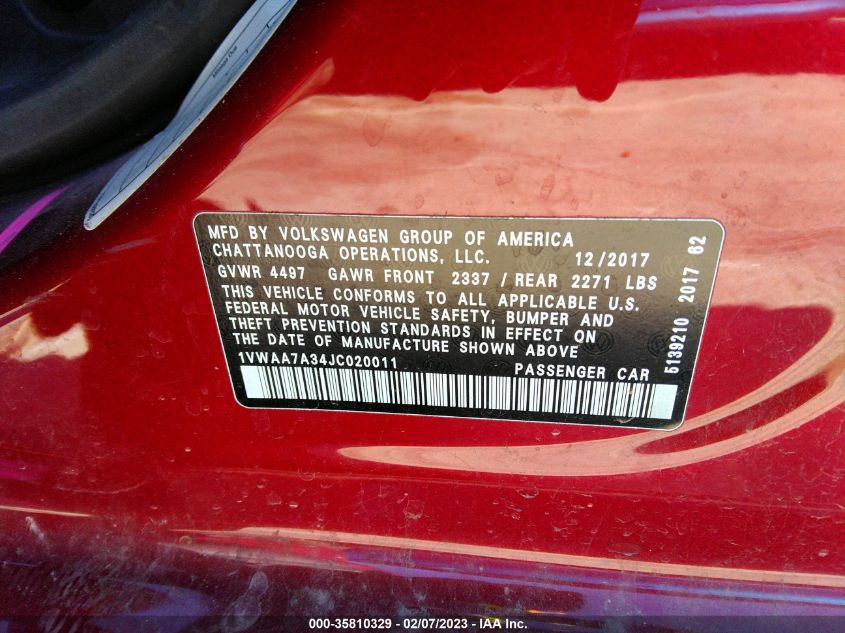 Mileage Out
MFD BY VOLKSWAGEN GROUP OF AMERICA
CHATTANOOGA OPERATIONS, LLC. 12/2017
GVWR 4497 GAWR FRONT 2337 / REAR 2271 LBS
THIS VEHICLE CONFORMS TO ALL APPLICABLE U.S.
FEDERAL MOTOR VEHICLE SAFETY, BUMPER AND
THEFT PREVENTION STANDARDS IN EFFECT ON
THE DATE OF MANUFACTURE SHOWN ABOVE
1VWAA7A34JC020011 PASSENGER CAR
5139210 2017 62
000-35810329 - 02/07/2023 - IAA Inc.